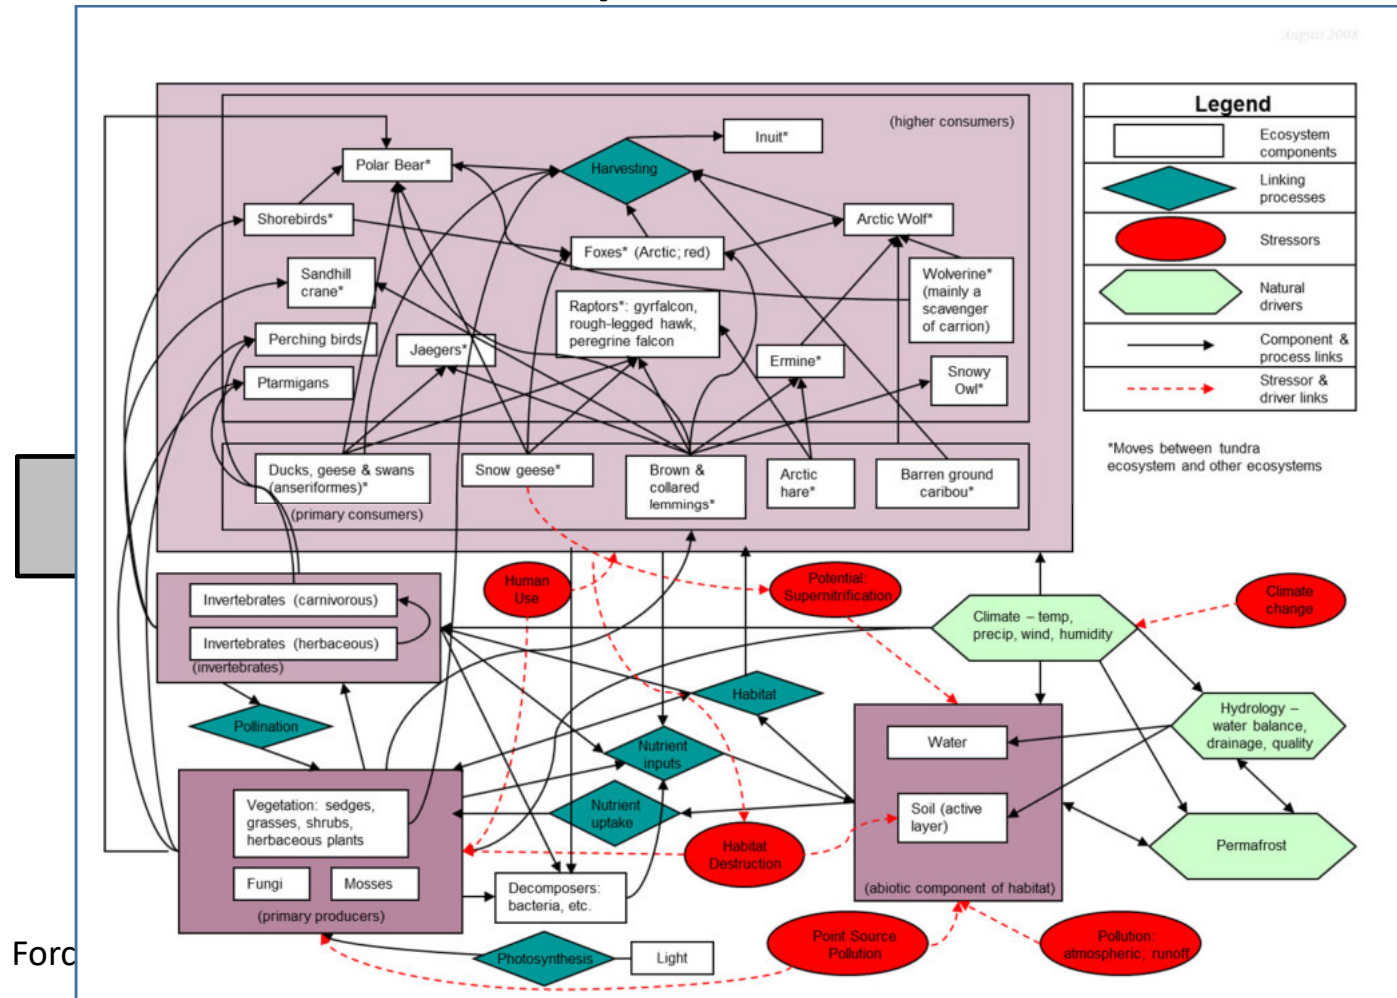 August 2008
Legend
Ecosystem
components
Linking
processes
Stressors
Natural
drivers
Component &
process links
Stressor &
driver links
*Moves between tundra
ecosystem and other ecosystems
(higher consumers)
Inuit*
Polar Bear*
Harvesting
Shorebirds*
Arctic Wolf*
Foxes* (Arctic; red)
Sandhill
crane*
Wolverine*
(mainly a
scavenger
of carrion)
Raptors*: gyrfalcon,
rough-legged hawk,
peregrine falcon
Perching birds
Jaegers*
Ermine*
Ptarmigans
Snowy
Owl*
Ducks, geese & swans
(anseriformes)*
Snow geese*
Brown &
collared
lemmings*
Arctic
hare*
Barren ground
caribou*
(primary consumers)
Human
Use
Potential:
Supernitrification
Climate
change
Invertebrates (carnivorous)
Invertebrates (herbaceous)
(invertebrates)
Climate – temp,
precip, wind, humidity
Habitat
Pollination
Hydrology –
water balance,
drainage, quality
Water
Nutrient
inputs
Vegetation: sedges,
grasses, shrubs,
herbaceous plants
Nutrient
uptake
Soil (active
layer)
Permafrost
Habitat
Destruction
Fungi
Mosses
Decomposers:
bacteria, etc.
(abiotic component of habitat)
(primary producers)
Point Source
Pollution
Pollution:
atmospheric; runoff
Photosynthesis
Light
Forc